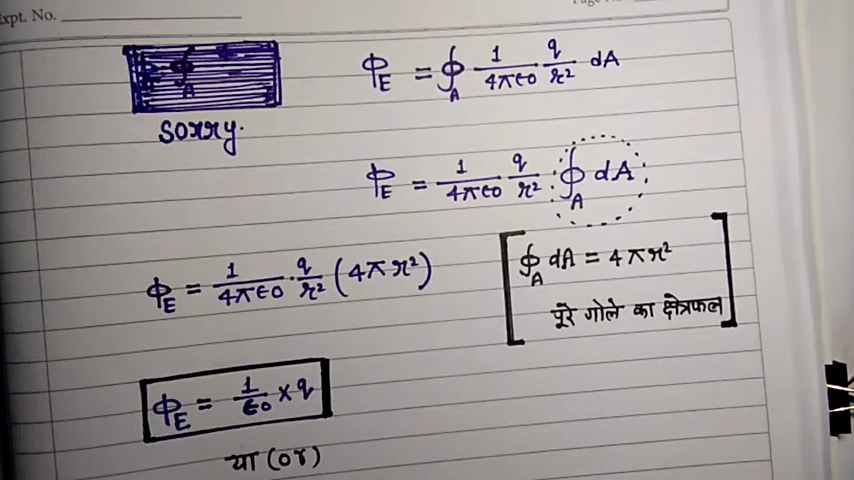 Expt. No.
ϕ_E = ∮_A 1/4πε0 q/r² dA
sorry.
ϕ_E = 1/4πε0 q/r² ∮_A dA
ϕ_E = 1/4πε0 · q/r² (4πr²)
[∮_A dA = 4πr²
पूरे गोले का क्षेत्रफल]
ϕ_E = 1/ε0 × q
या (or)